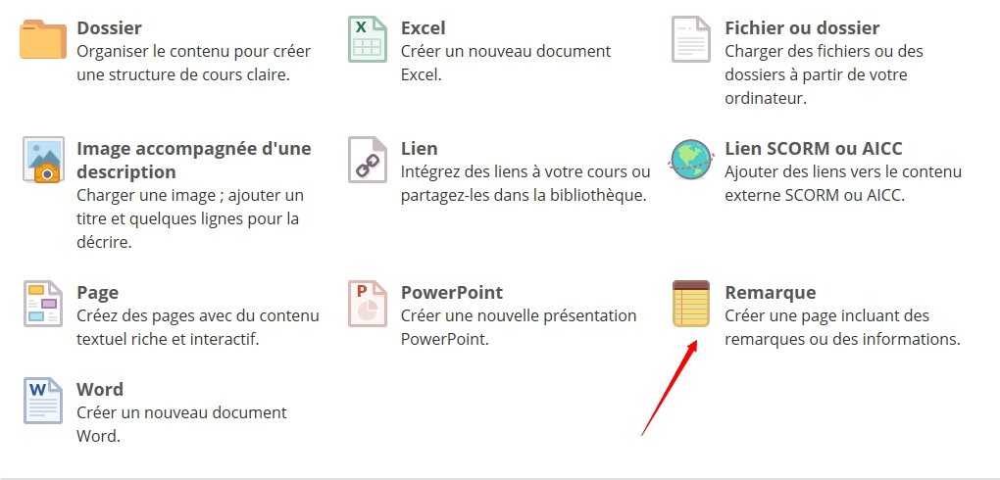 Dossier
Organiser le contenu pour créer
une structure de cours claire.
X
Excel
Créer un nouveau document
Excel.
Fichier ou dossier
Charger des fichiers ou des
dossiers à partir de votre
ordinateur.
Image accompagnée d'une
description
Charger une image ; ajouter un
titre et quelques lignes pour la
décrire.
Lien
Intégrez des liens à votre cours ou
partagez-les dans la bibliothèque.
Lien SCORM ou AICC
Ajouter des liens vers le contenu
externe SCORM ou AICC.
Page
Créez des pages avec du contenu
textuel riche et interactif.
P
PowerPoint
Créer une nouvelle présentation
PowerPoint.
Remarque
Créer une page incluant des
remarques ou des informations.
W
Word
Créer un nouveau document
Word.